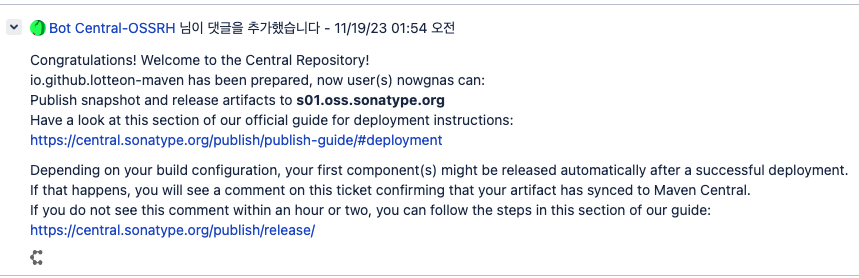 Bot Central-OSSRH 님이 댓글을 추가했습니다 - 11/19/23 01:54 오전
Congratulations! Welcome to the Central Repository!
io.github.lotteon-maven has been prepared, now user(s) nowgnas can:
Publish snapshot and release artifacts to s01.oss.sonatype.org
Have a look at this section of our official guide for deployment instructions:
https://central.sonatype.org/publish/publish-guide/#deployment
Depending on your build configuration, your first component(s) might be released automatically after a successful deployment.
If that happens, you will see a comment on this ticket confirming that your artifact has synced to Maven Central.
If you do not see this comment within an hour or two, you can follow the steps in this section of our guide:
https://central.sonatype.org/publish/release/